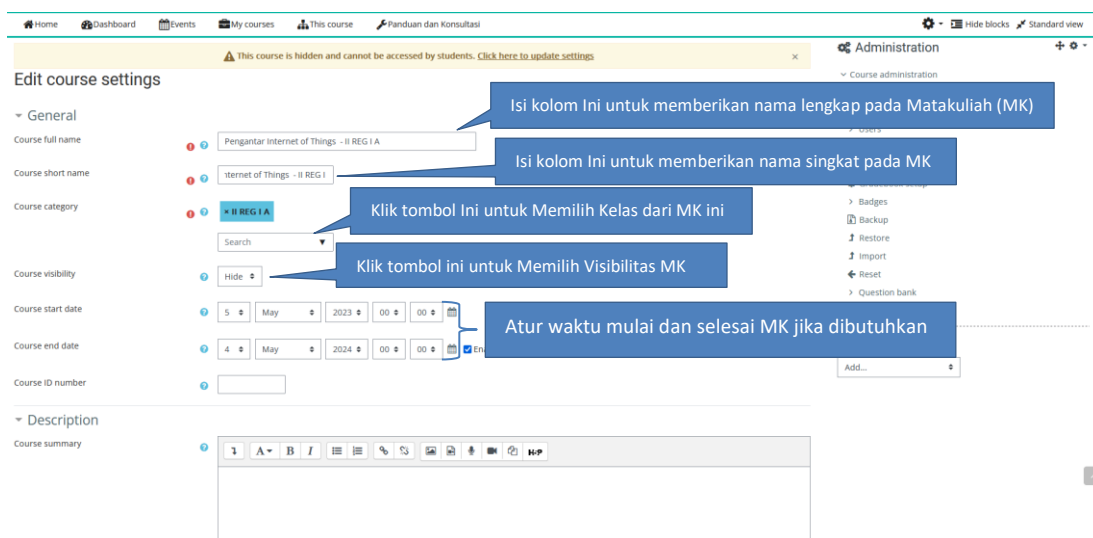 Home Dashboard Events My courses This course Panduan dan Konsultasi Hide blocks Standard view
This course is hidden and cannot be accessed by students. Click here to update settings ×
Administration
Edit course settings
Course administration
Isi kolom Ini untuk memberikan nama lengkap pada Matakuliah (MK)
General
Users
Course full name
Pengantar Internet of Things - II REG I A
Isi kolom Ini untuk memberikan nama singkat pada MK
Course short name
nternet of Things - II REG I
Badges
Course category
× II REG I A
Klik tombol Ini untuk Memilih Kelas dari MK ini
Backup
Search
Restore
Import
Klik tombol ini untuk Memilih Visibilitas MK
Course visibility
Hide
Reset
Question bank
Course start date
5 May 2023 00 00
Atur waktu mulai dan selesai MK jika dibutuhkan
Course end date
4 May 2024 00 00
Add...
Course ID number
Description
Course summary
A B I H-P